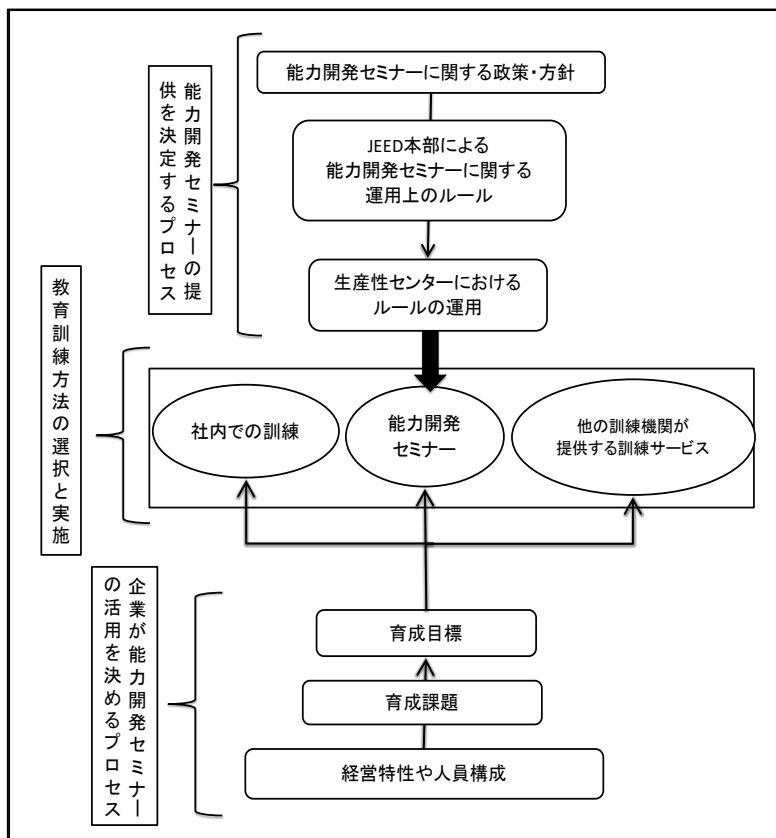 能力開発セミナーの提
供を決定するプロセス
能力開発セミナーに関する政策・方針
JEED本部による
能力開発セミナーに関する
運用上のルール
生産性センターにおける
ルールの運用
教育訓練方法の選択と実施
社内での訓練
能力開発
セミナー
他の訓練機関が
提供する訓練サービス
企業が能力開発セミナー
の活用を決めるプロセス
育成目標
育成課題
経営特性や人員構成